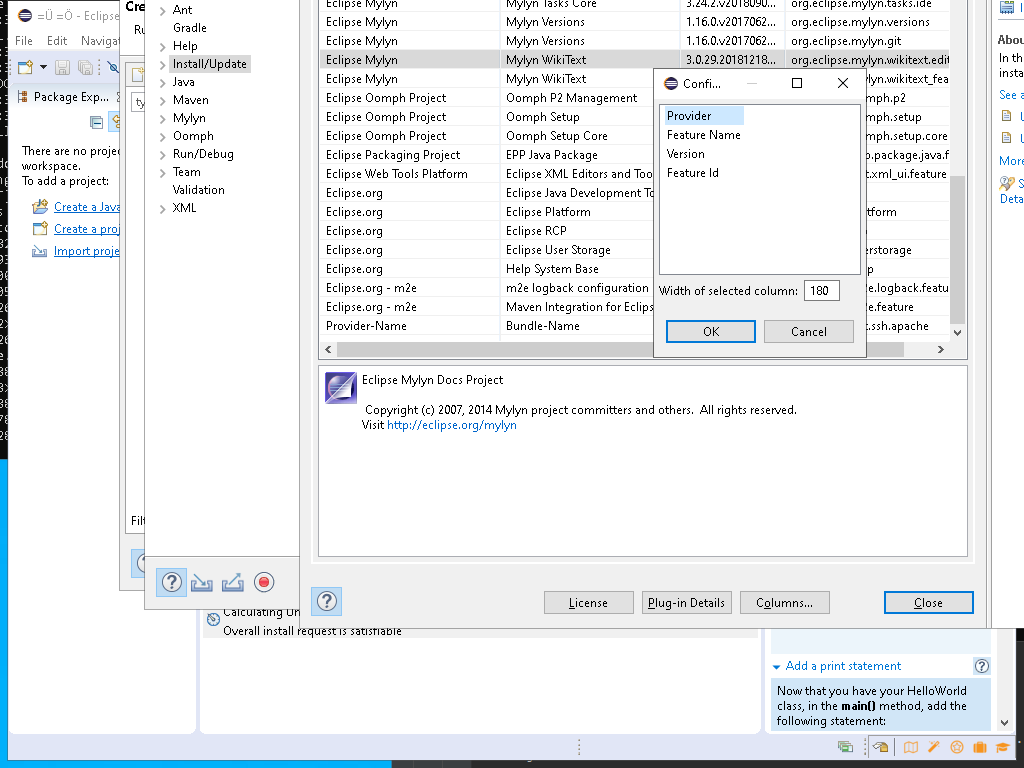 =Ü =Ö - Eclipse
File Edit Navigat
Package Exp...
There are no projec
workspace.
To add a project:
Create a Java
Create a proj
Import proje
Cre
Ru
ty
Filt
Ant
Gradle
Help
Install/Update
Java
Maven
Mylyn
Oomph
Run/Debug
Team
Validation
XML
Eclipse Mylyn Mylyn Tasks Core 3.24.2.v2018090... org.eclipse.mylyn.tasks.ide
Eclipse Mylyn Mylyn Versions 1.16.0.v2017062... org.eclipse.mylyn.versions
Eclipse Mylyn Mylyn Versions 1.16.0.v2017062... org.eclipse.mylyn.git
Eclipse Mylyn Mylyn WikiText 3.0.29.20181218... org.eclipse.mylyn.wikitext.edit
Eclipse Mylyn Mylyn WikiText mylyn.wikitext_fea
Eclipse Oomph Project Oomph P2 Management mph.p2
Eclipse Oomph Project Oomph Setup mph.setup
Eclipse Oomph Project Oomph Setup Core mph.setup.core
Eclipse Packaging Project EPP Java Package p.package.java.f
Eclipse Web Tools Platform Eclipse XML Editors and Too t.xml_ui.feature
Eclipse.org Eclipse Java Development To
Eclipse.org Eclipse Platform tform
Eclipse.org Eclipse RCP
Eclipse.org Eclipse User Storage erstorage
Eclipse.org Help System Base p
Eclipse.org - m2e m2e logback configuration e.logback.featu
Eclipse.org - m2e Maven Integration for Eclips e.feature
Provider-Name Bundle-Name t.ssh.apache
Confi...
Provider
Feature Name
Version
Feature Id
Width of selected column: 180
OK Cancel
Eclipse Mylyn Docs Project
Copyright (c) 2007, 2014 Mylyn project committers and others. All rights reserved.
Visit http://eclipse.org/mylyn
License Plug-in Details Columns... Close
Abou
In th
insta
See a
More
S
Deta
Calculating Un
Overall install request is satisfiable
Add a print statement
Now that you have your HelloWorld
class, in the main() method, add the
following statement: